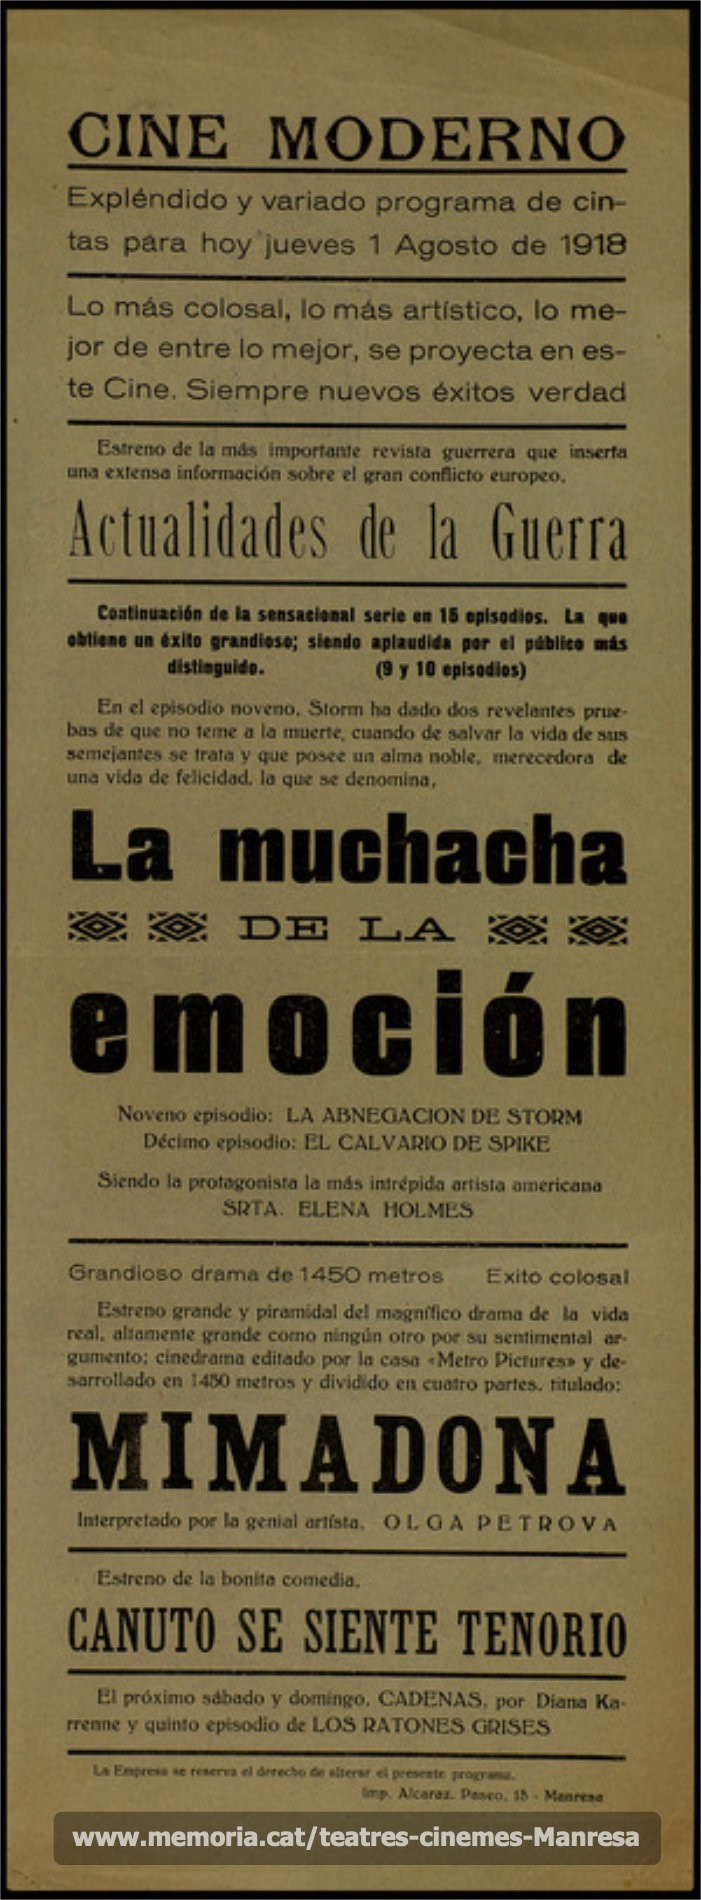 CINE MODERNO
Expléndido y variado programa de cin-
tas para hoy jueves 1 Agosto de 1918
Lo más colosal, lo más artístico, lo me-
jor de entre lo mejor, se proyecta en es-
te Cine. Siempre nuevos éxitos verdad
Estreno de la más importante revista guerrera que inserta
una extensa información sobre el gran conflicto europeo.
Actualidades de la Guerra
Continuación de la sensacional serie en 15 episodios. La que
obtiene un éxito grandioso; siendo aplaudida por el público más
distinguido. (9 y 10 episodios)
En el episodio noveno, Storm ha dado dos revelantes prue-
bas de que no teme a la muerte, cuando de salvar la vida de sus
semejantes se trata y que posee un alma noble, merecedora de
una vida de felicidad, la que se denomina,
La muchacha
DE LA
emoción
Noveno episodio: LA ABNEGACION DE STORM
Décimo episodio: EL CALVARIO DE SPIKE
Siendo la protagonista la más intrépida artista americana
SRTA. ELENA HOLMES
Grandioso drama de 1450 metros Exito colosal
Estreno grande y piramidal del magnífico drama de la vida
real, altamente grande como ningún otro por su sentimental ar-
gumento; cinedrama editado por la casa «Metro Pictures» y de-
sarrollado en 1450 metros y dividido en cuatro partes, titulado:
MIMADONA
Interpretado por la genial artísta, OLGA PETROVA
Estreno de la bonita comedia,
CANUTO SE SIENTE TENORIO
El próximo sábado y domingo, CADENAS, por Diana Ka-
rrenne y quinto episodio de LOS RATONES GRISES
La Empresa se reserva el derecho de alterar el presente programa.
Imp. Alcaraz. Paseo, 15 - Manresa
www.memoria.cat/teatres-cinemes-Manresa